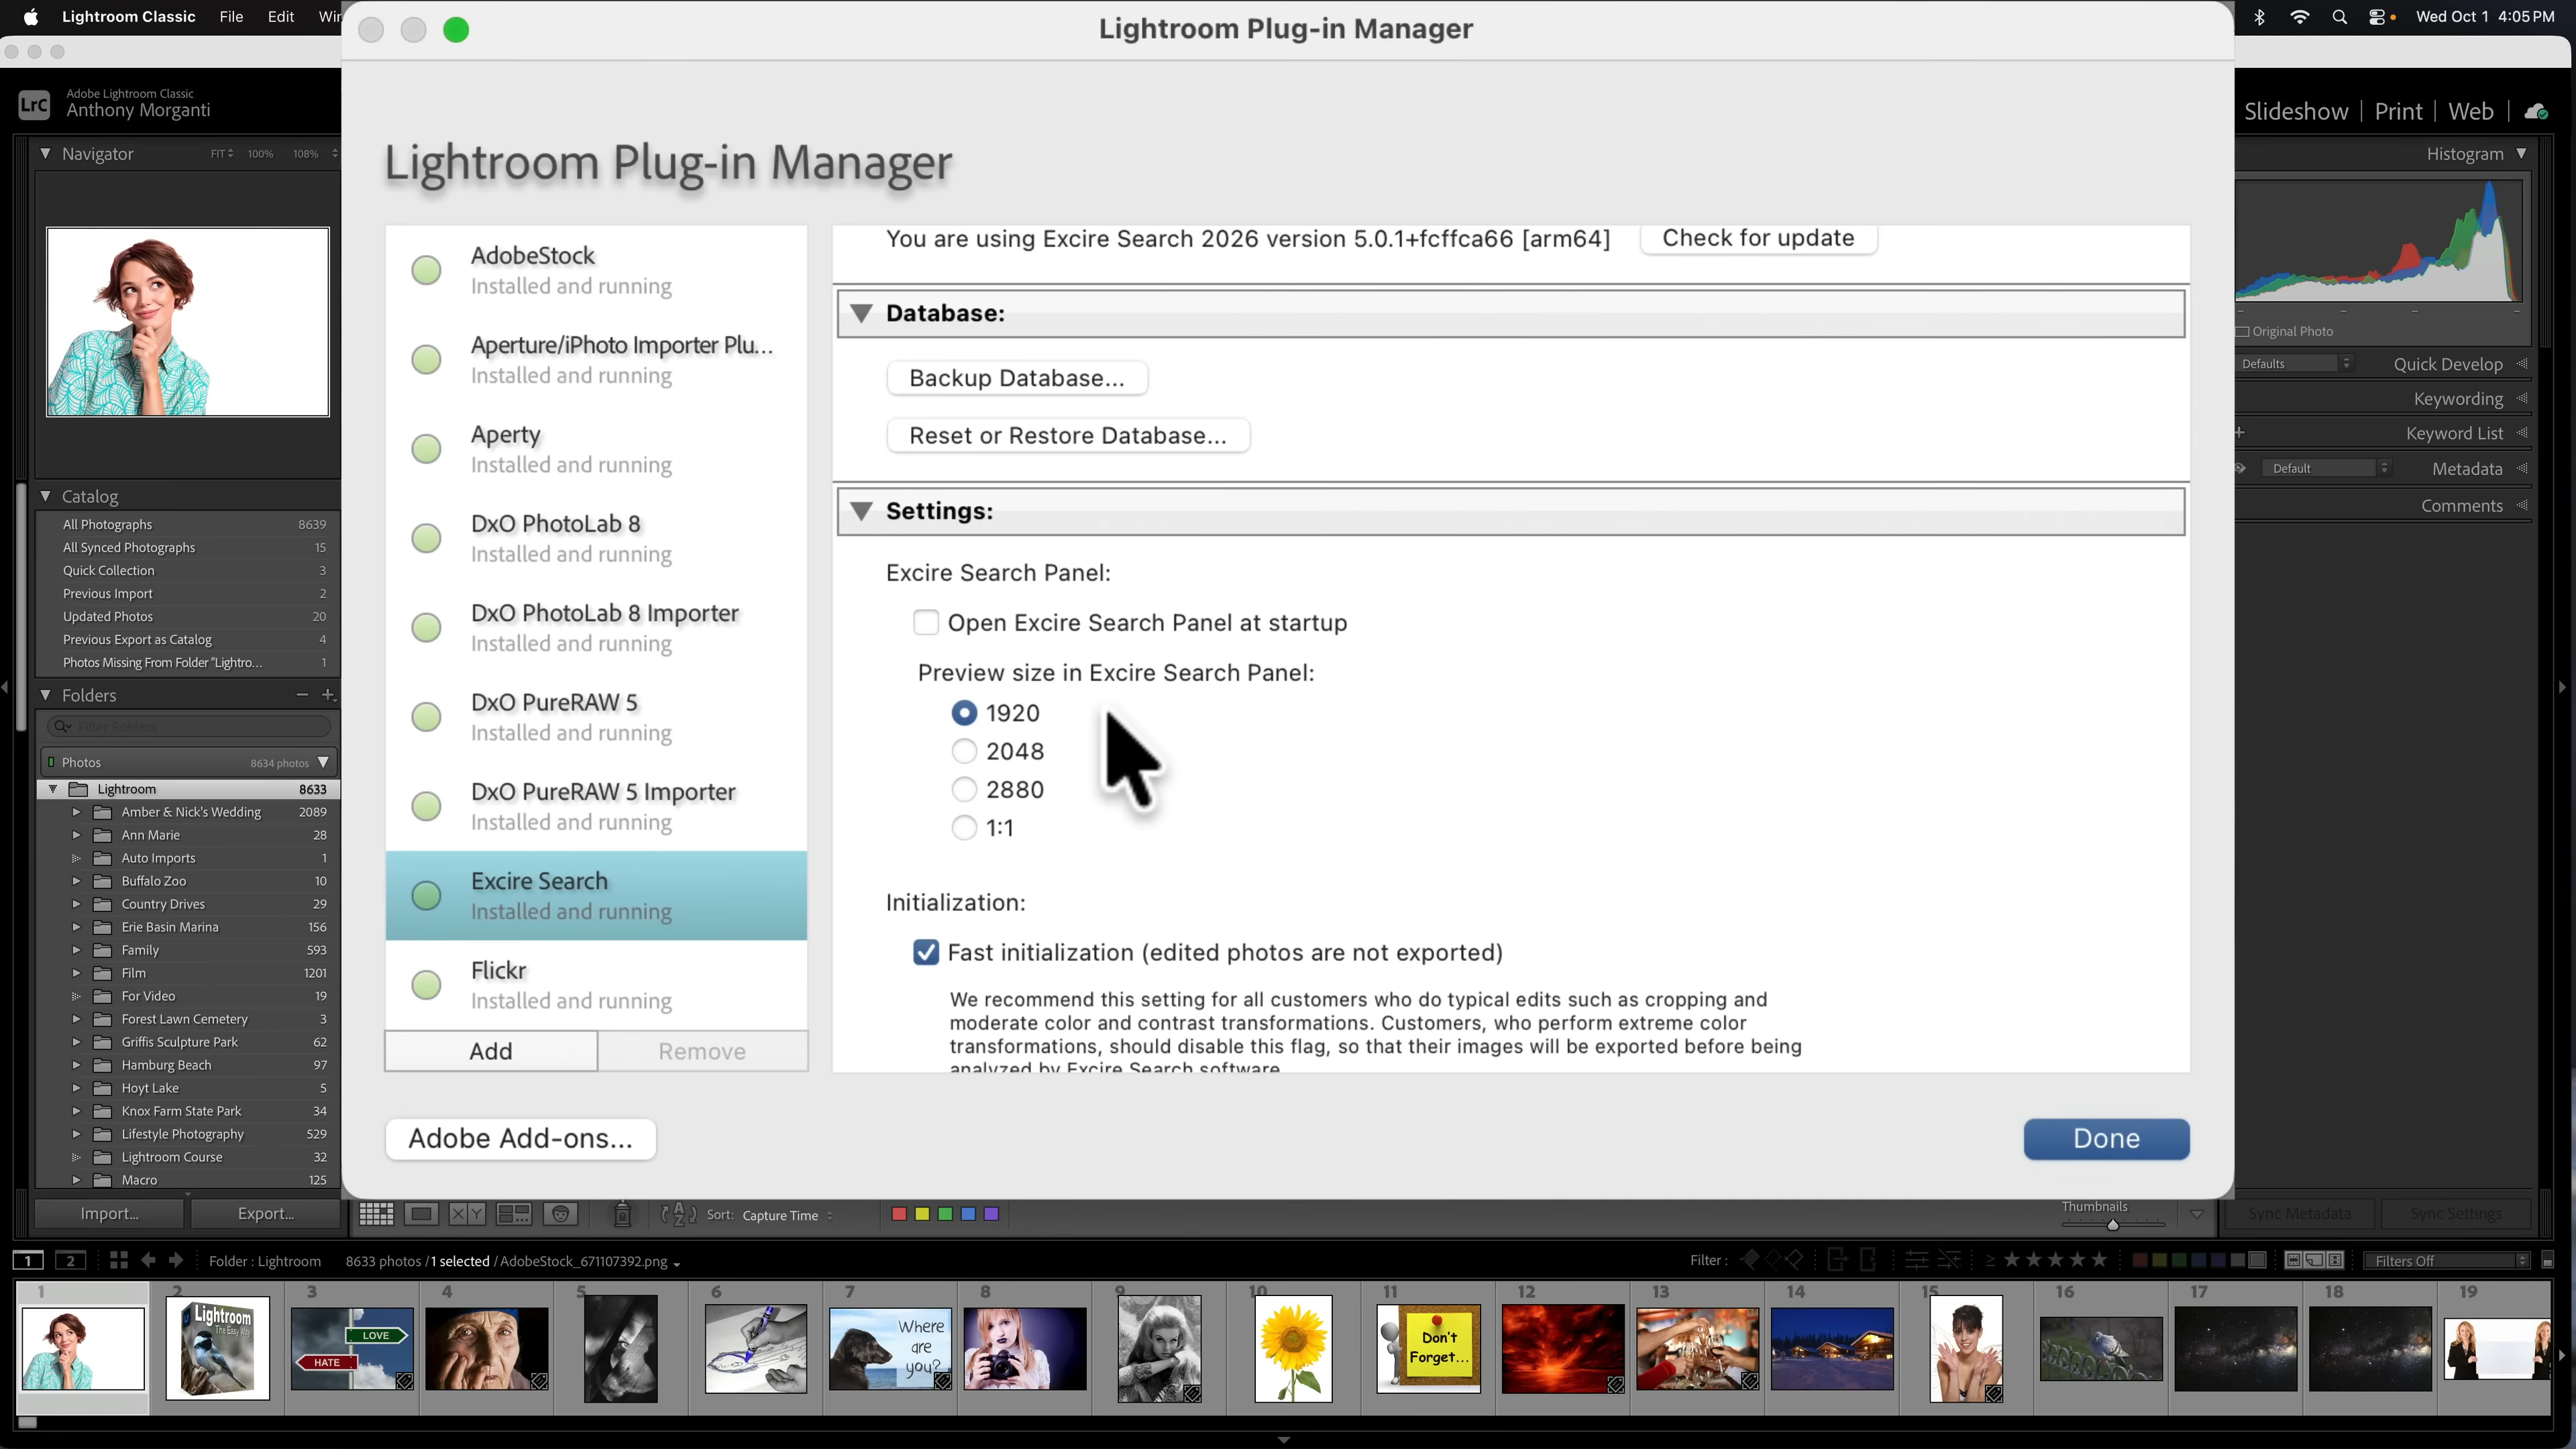 Lightroom Classic File Edit
Wed Oct 1 4:05 PM
Lightroom Plug-in Manager
LrC
Adobe Lightroom Classic
Anthony Morganti
Slideshow | Print | Web
Navigator FIT 100% 108%
Catalog
All Photographs 8639
All Synced Photographs 15
Quick Collection 3
Previous Import 2
Updated Photos 20
Previous Export as Catalog 4
Photos Missing From Folder "Lightro... 1
Folders
Filter Folders
Photos 8634 photos
Lightroom 8633
Amber & Nick's Wedding 2089
Ann Marie 28
Auto Imports 1
Buffalo Zoo 10
Country Drives 29
Erie Basin Marina 156
Family 593
Film 1201
For Video 19
Forest Lawn Cemetery 3
Griffis Sculpture Park 62
Hamburg Beach 97
Hoyt Lake 5
Knox Farm State Park 34
Lifestyle Photography 529
Lightroom Course 32
Macro 125
Import... Export...
Lightroom Plug-in Manager
AdobeStock
Installed and running
Aperture/iPhoto Importer Plu...
Installed and running
Aperty
Installed and running
DxO PhotoLab 8
Installed and running
DxO PhotoLab 8 Importer
Installed and running
DxO PureRAW 5
Installed and running
DxO PureRAW 5 Importer
Installed and running
Excire Search
Installed and running
Flickr
Installed and running
Add Remove
Adobe Add-ons...
You are using Excire Search 2026 version 5.0.1+fcffca66 [arm64] Check for update
Database:
Backup Database...
Reset or Restore Database...
Settings:
Excire Search Panel:
Open Excire Search Panel at startup
Preview size in Excire Search Panel:
1920
2048
2880
1:1
Initialization:
Fast initialization (edited photos are not exported)
We recommend this setting for all customers who do typical edits such as cropping and
moderate color and contrast transformations. Customers, who perform extreme color
transformations, should disable this flag, so that their images will be exported before being
analyzed by Excire Search software.
Done
Histogram
Original Photo
Defaults Quick Develop
Keywording
Keyword List
Default Metadata
Comments
Sort: Capture Time
Thumbnails
Sync Metadata Sync Settings
1 2 Folder : Lightroom 8633 photos / 1 selected / AdobeStock_671107392.png
Filter : Filters Off
1 2 3 4 5 6 7 8 9 10 11 12 13 14 15 16 17 18 19
Lightroom
The Easy Way
LOVE
HATE
Where
are
you?
Don't
Forget...